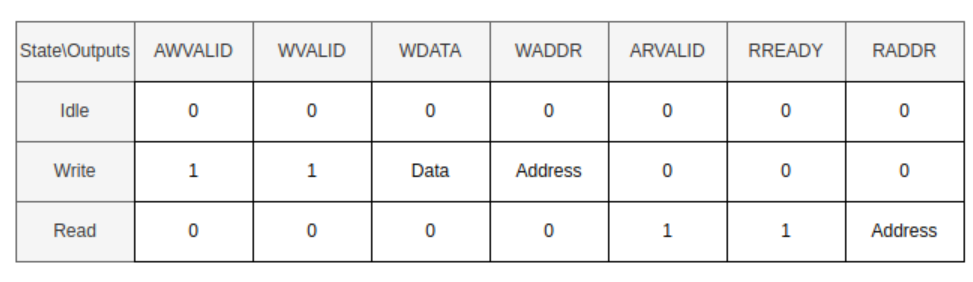 State\Outputs AWVALID WVALID WDATA WADDR ARVALID RREADY RADDR
Idle 0 0 0 0 0 0 0
Write 1 1 Data Address 0 0 0
Read 0 0 0 0 1 1 Address